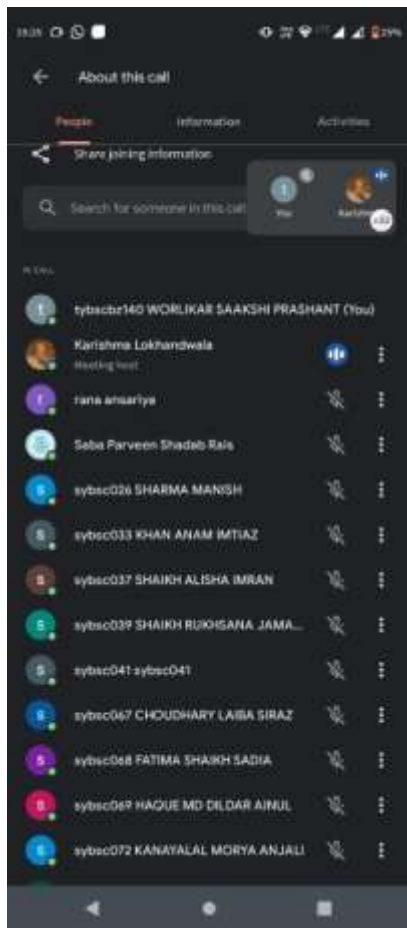 About this call
People Information Activities
Share joining information
Search for someone in this call
You
IN CALL
tybscbz140 WORLIKAR SAAKSHI PRASHANT (You)
Karishma Lokhandwala
Meeting host
rana ansariya
Saba Parveen Shadab Rais
sybsc026 SHARMA MANISH
sybsc033 KHAN ANAM IMTIAZ
sybsc037 SHAIKH ALISHA IMRAN
sybsc039 SHAIKH RUKHSANA JAMA...
sybsc041 sybsc041
sybsc067 CHOUDHARY LAIBA SIRAZ
sybsc068 FATIMA SHAIKH SADIA
sybsc069 HAQUE MD DILDAR AINUL
sybsc072 KANAYALAL MORYA ANJALI